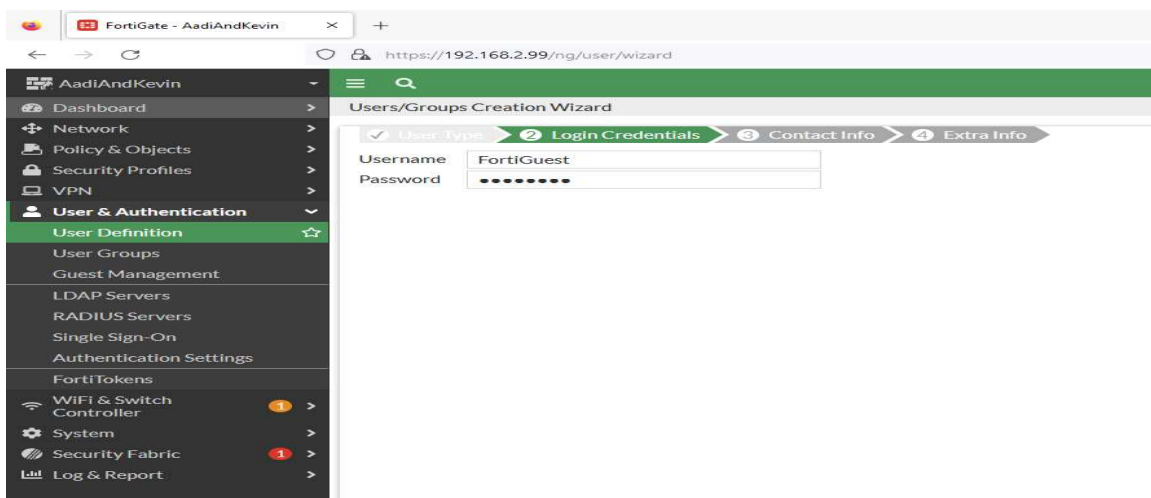 FortiGate - AadiAndKevin
https://192.168.2.99/ng/user/wizard
AadiAndKevin
Users/Groups Creation Wizard
User Type
2 Login Credentials
3 Contact Info
4 Extra Info
Username FortiGuest
Password ●●●●●●●●
Dashboard
Network
Policy & Objects
Security Profiles
VPN
User & Authentication
User Definition
User Groups
Guest Management
LDAP Servers
RADIUS Servers
Single Sign-On
Authentication Settings
FortiTokens
WiFi & Switch
Controller 1
System
Security Fabric 1
Log & Report